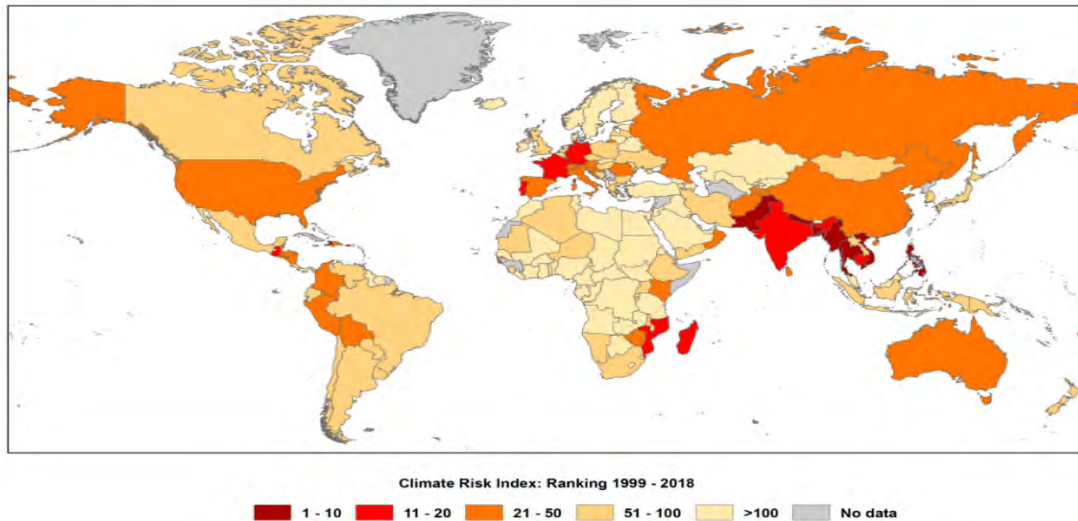 Climate Risk Index: Ranking 1999 - 2018
1 - 10 11 - 20 21 - 50 51 - 100 >100 No data